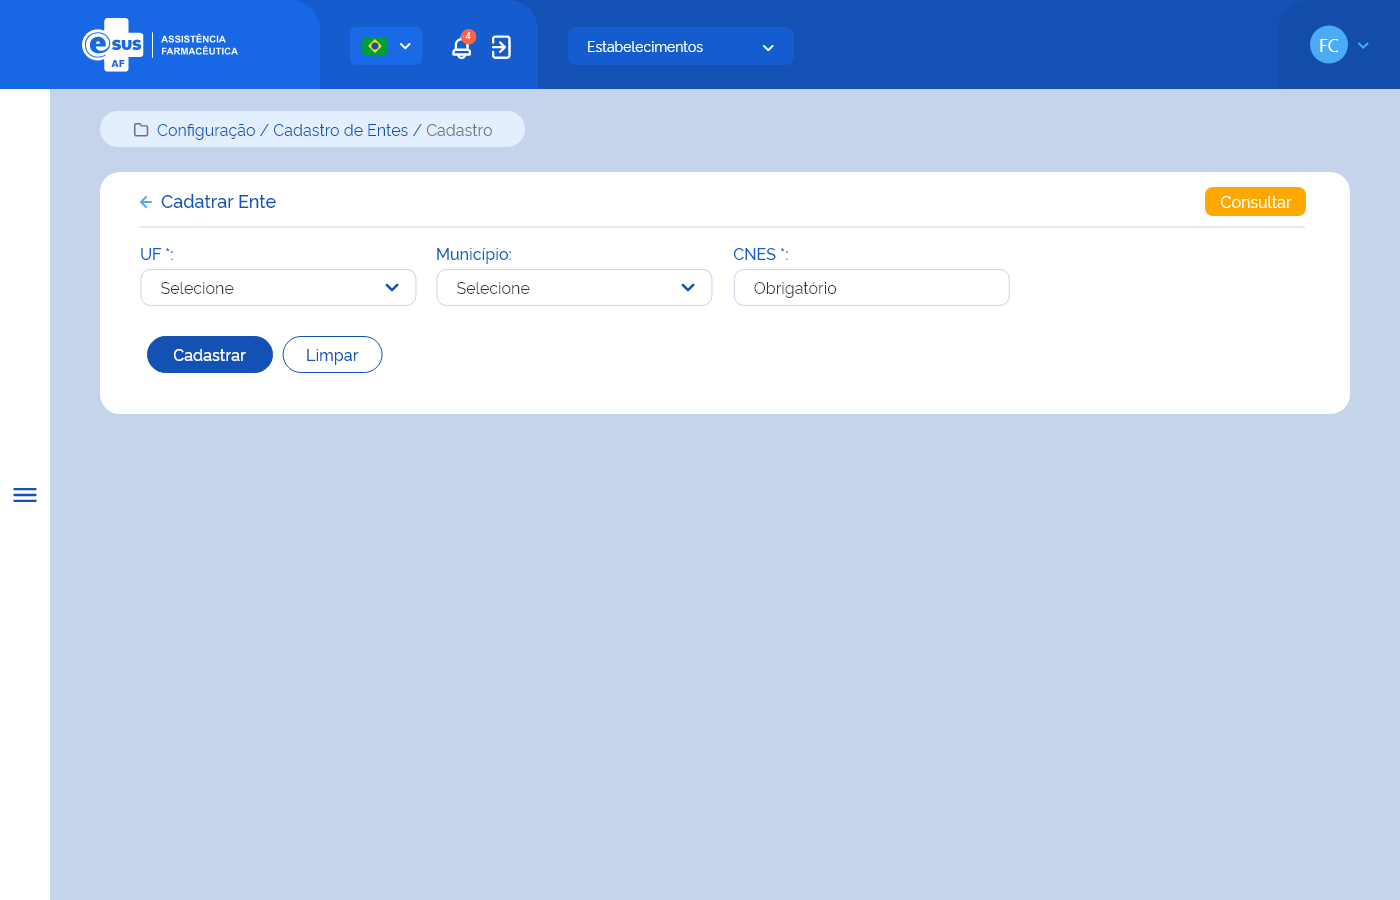 e sus
AF
ASSISTÊNCIA
FARMACÊUTICA
4
Estabelecimentos
FC
Configuração / Cadastro de Entes / Cadastro
Cadatrar Ente
Consultar
UF *:
Município:
CNES *:
Selecione
Selecione
Obrigatório
Cadastrar
Limpar